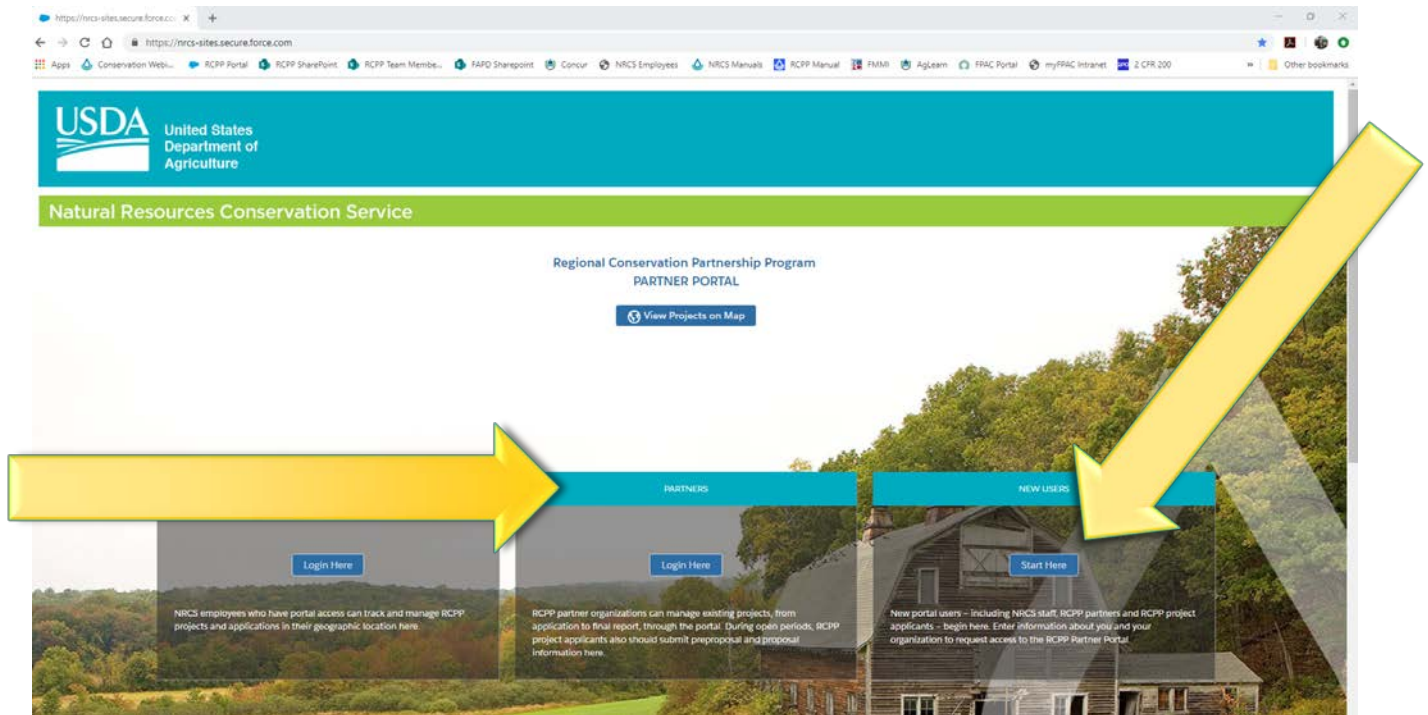 https://nrcs-sites.secure.force.co
https://nrcs-sites.secure.force.com
Apps Conservation Webi... RCPP Portal RCPP SharePoint RCPP Team Membe... FAPD Sharepoint Concur NRCS Employees NRCS Manuals RCPP Manual FMMI AgLearn FPAC Portal myFPAC Intranet 2 CFR 200 Other bookmarks
USDA
United States
Department of
Agriculture
Natural Resources Conservation Service
Regional Conservation Partnership Program
PARTNER PORTAL
View Projects on Map
PARTNERS
NEW USERS
Login Here
Login Here
Start Here
NRCS employees who have portal access can track and manage RCPP
projects and applications in their geographic location here.
RCPP partner organizations can manage existing projects, from
application to final report, through the portal. During open periods, RCPP
project applicants also should submit preproposal and proposal
information here.
New portal users – including NRCS staff, RCPP partners and RCPP project
applicants – begin here. Enter information about you and your
organization to request access to the RCPP Partner Portal.